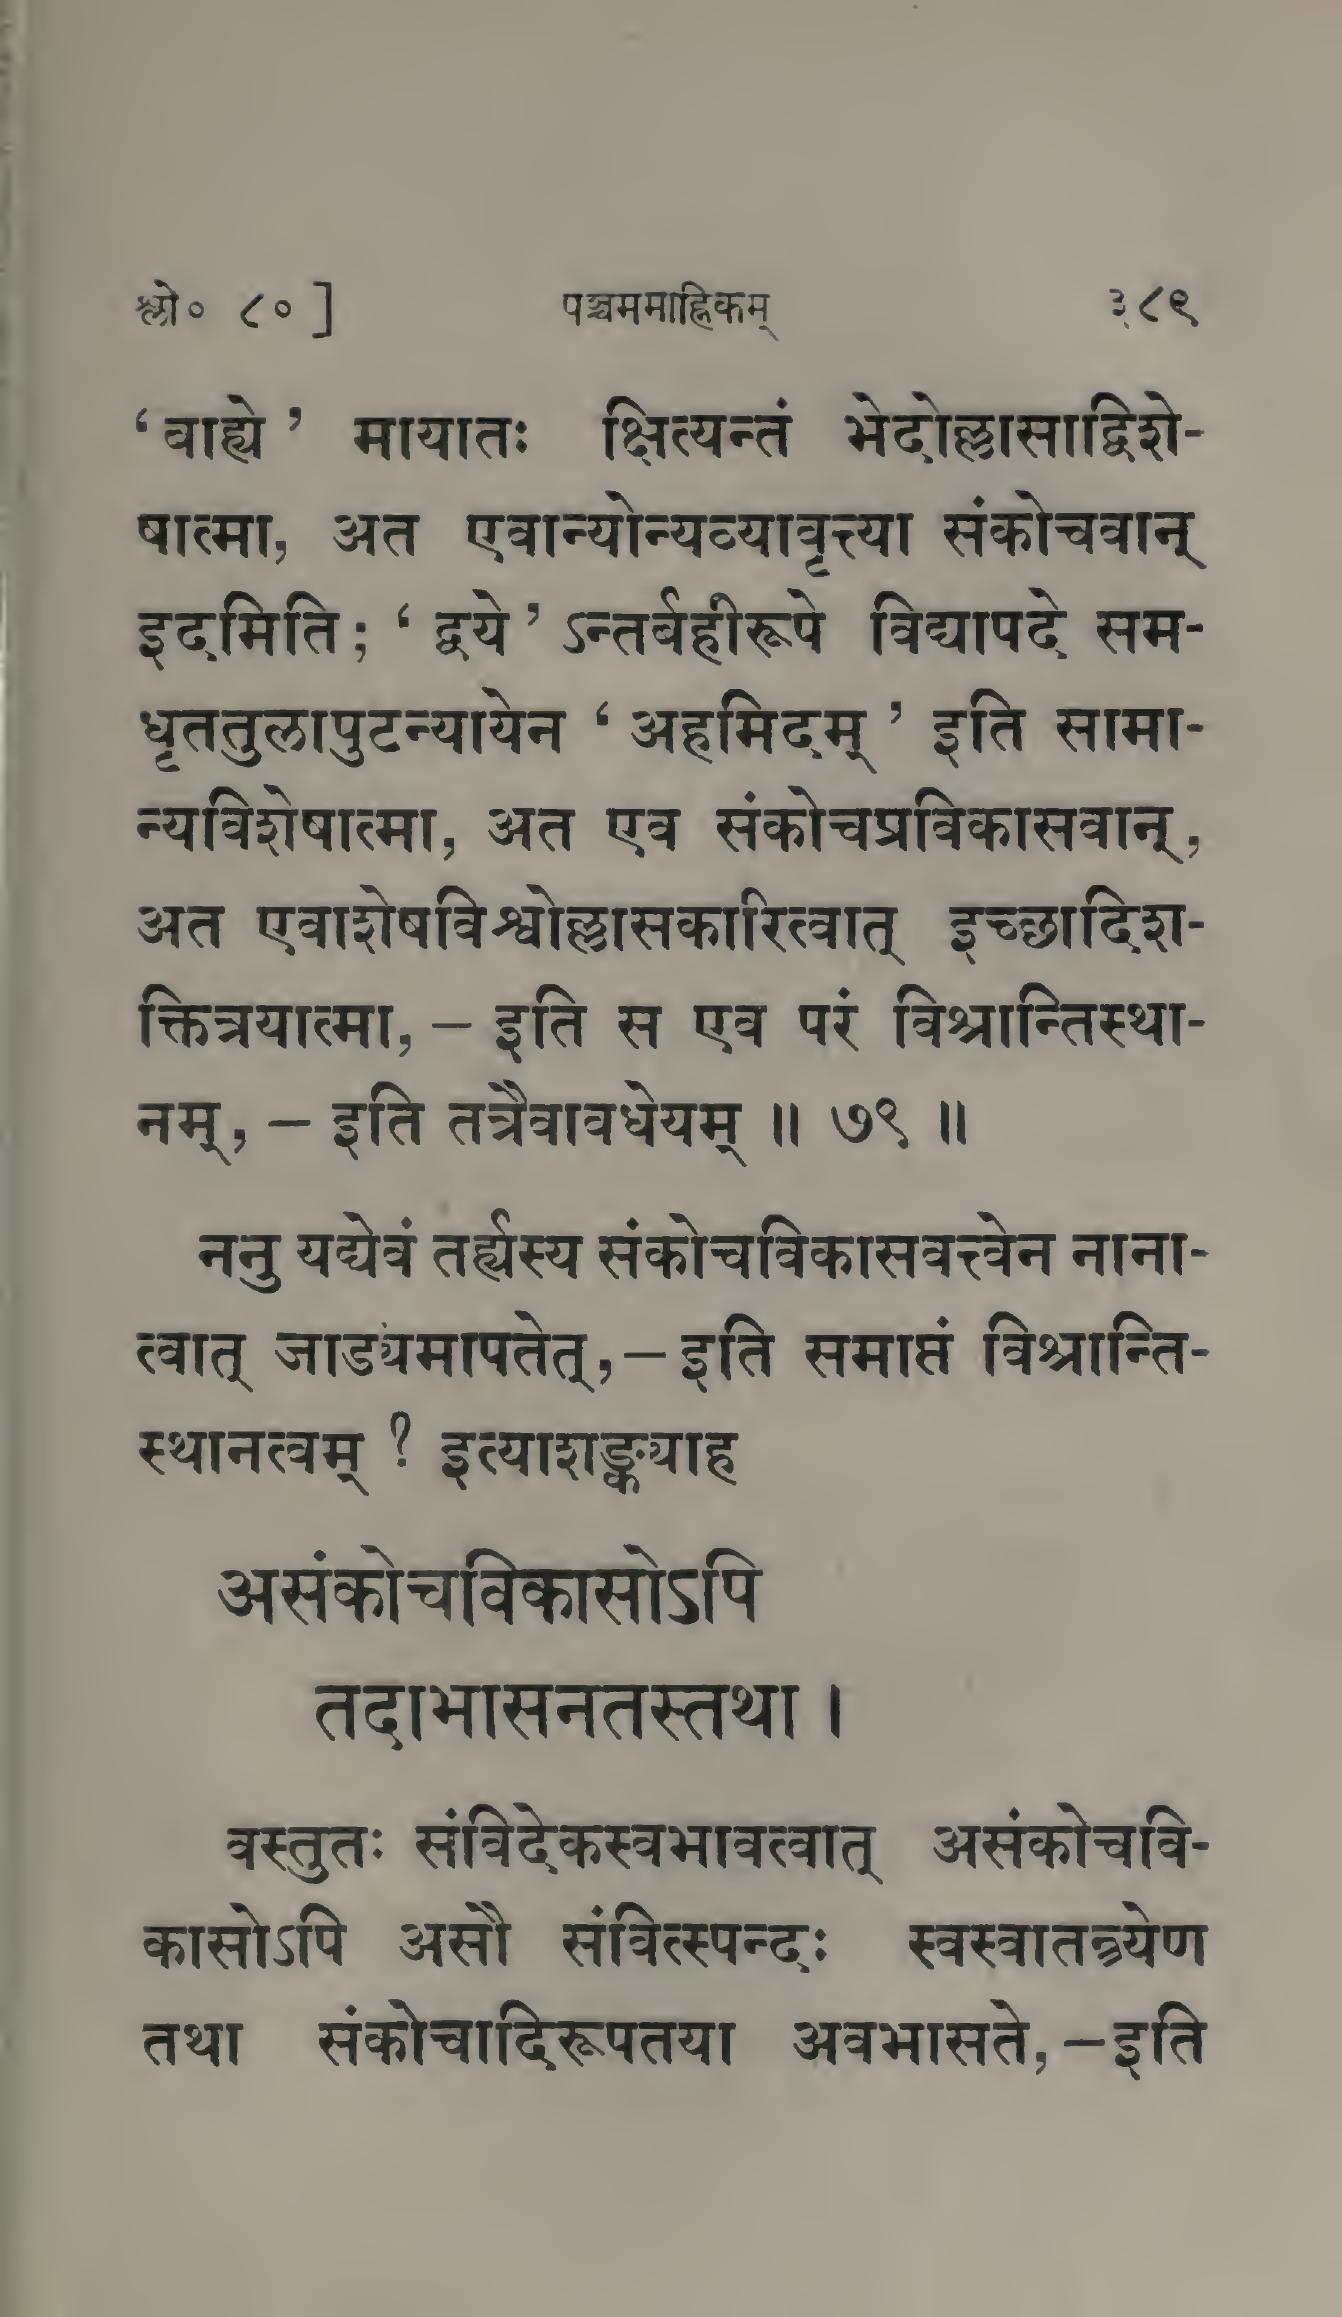 श्लो० ८० ] पञ्चममाह्निकम् ३८९
‘वाह्ये’ मायातः क्षित्यन्तं भेदोल्लासाद्विशे-
षात्मा, अत एवान्योन्यव्यावृत्त्या संकोचवान्
इदमिति; ‘द्वये’ ऽन्तर्बहीरूपे विद्यापदे सम-
धृततुलापुटन्यायेन ‘अहमिदम्’ इति सामा-
न्यविशेषात्मा, अत एव संकोचप्रविकासवान्,
अत एवाशेषविश्वोल्लासकारित्वात् इच्छादिश-
क्तित्रयात्मा, – इति स एव परं विश्रान्तिस्था-
नम्, – इति तत्रैवावधेयम् ॥ ७९ ॥
ननु यद्येवं तर्ह्यस्य संकोचविकासवत्त्वेन नाना-
त्वात् जाड्यमापतेत्,–इति समाप्तं विश्रान्ति-
स्थानत्वम् ? इत्याशङ्कयाह
असंकोचविकासोऽपि
तदाभासनतस्तथा ।
वस्तुतः संविदेकस्वभावत्वात् असंकोचवि-
कासोऽपि असौ संवित्स्पन्दः स्वस्वातन्त्र्येण
तथा संकोचादिरूपतया अवभासते,–इति